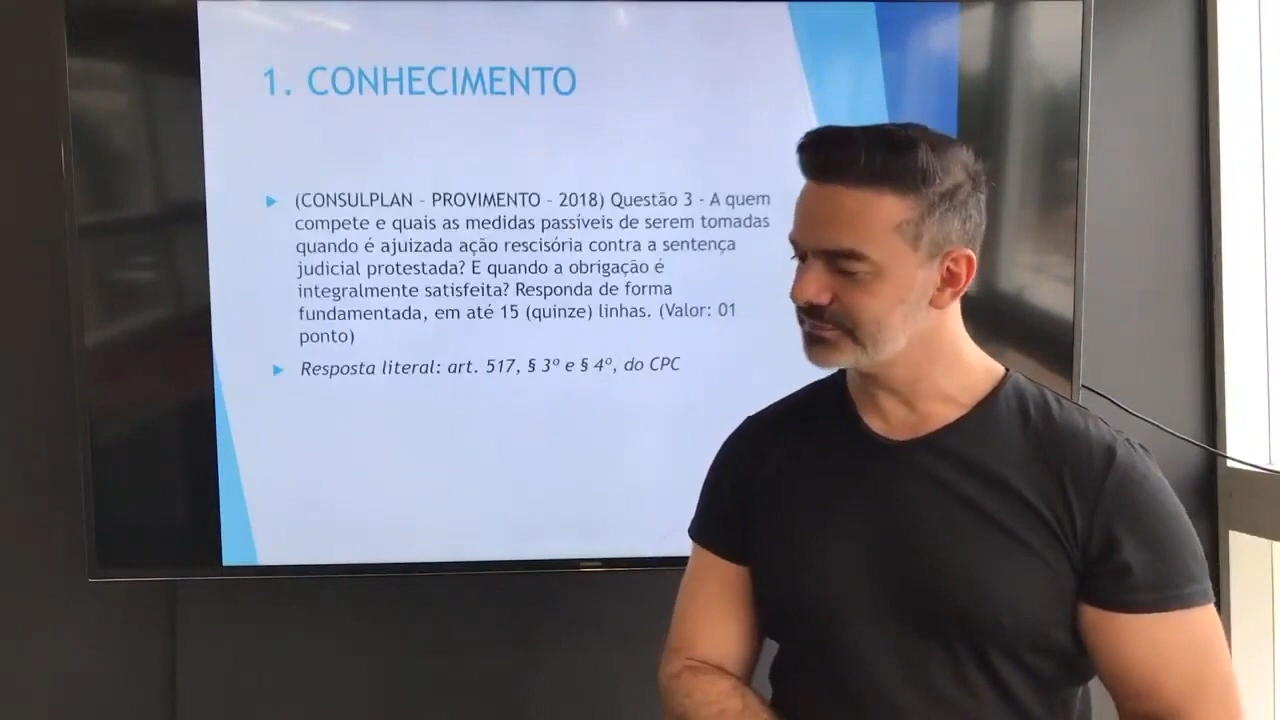 1. CONHECIMENTO
(CONSULPLAN - PROVIMENTO - 2018) Questão 3 - A quem
compete e quais as medidas passíveis de serem tomadas
quando é ajuizada ação rescisória contra a sentença
judicial protestada? E quando a obrigação é
integralmente satisfeita? Responda de forma
fundamentada, em até 15 (quinze) linhas. (Valor: 01
ponto)
Resposta literal: art. 517, § 3º e § 4º, do CPC